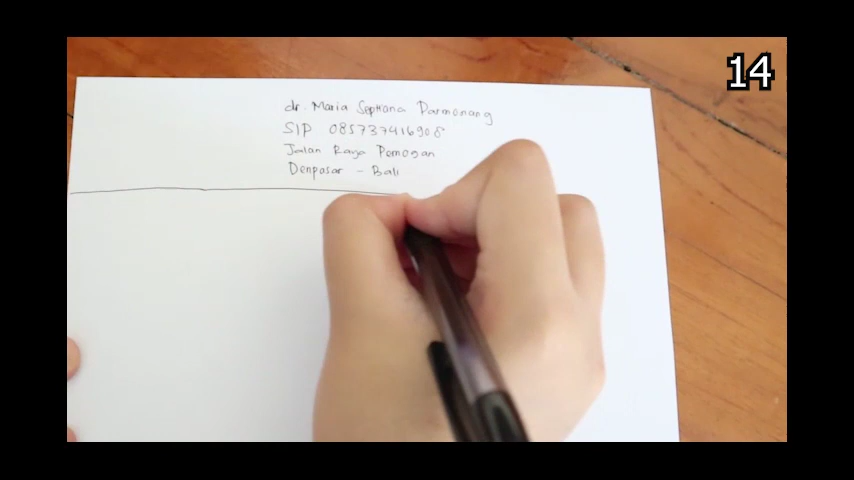 14
dr. Maria Septiana Parmonang
SIP 085737416908
Jalan Raya Pemogan
Denpasar - Bali